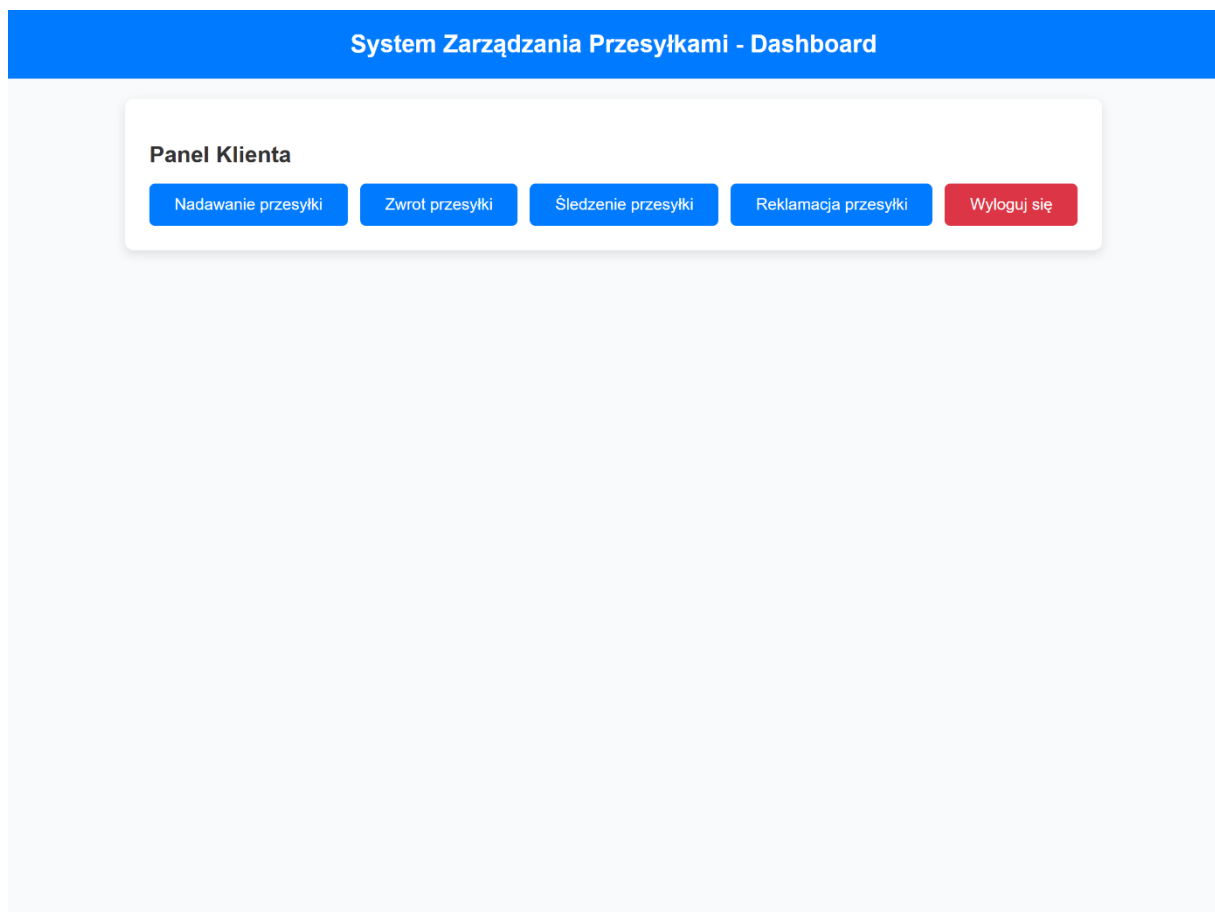 System Zarządzania Przesyłkami - Dashboard
Panel Klienta
Nadawanie przesyłki Zwrot przesyłki Śledzenie przesyłki Reklamacja przesyłki Wyloguj się